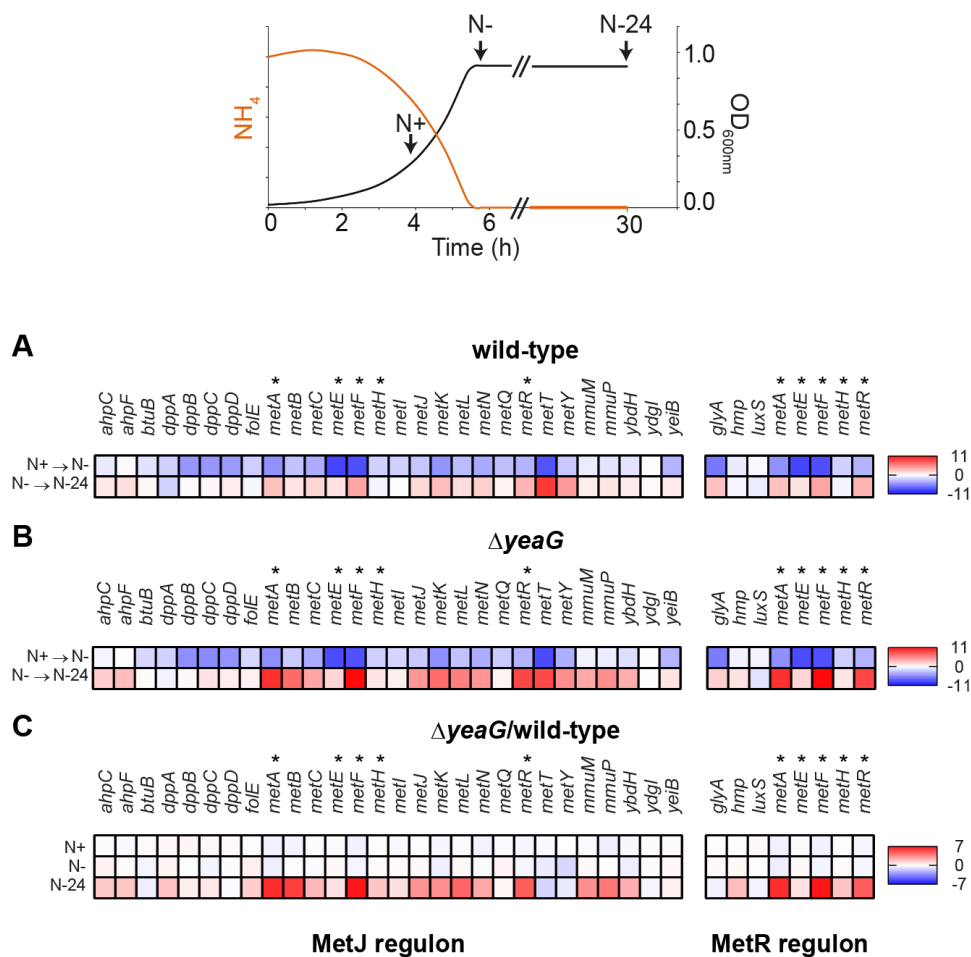 N-
N-24
NH4
N+
1.0
0.5
0.0
OD600nm
0
2
4
6
30
Time (h)
A
wild-type
ahpC ahpF btuB dppA dppB dppC dppD folE metA * metB metC metE * metF * metH * metI metJ metK metL metN metQ metR * metT metY mmuM mmuP ybdH ydgI yeiB
glyA hmp luxS metA * metE * metF * metH * metR *
N+ → N-
N- → N-24
11
0
-11
B
ΔyeaG
ahpC ahpF btuB dppA dppB dppC dppD folE metA * metB metC metE * metF * metH * metI metJ metK metL metN metQ metR * metT metY mmuM mmuP ybdH ydgI yeiB
glyA hmp luxS metA * metE * metF * metH * metR *
N+ → N-
N- → N-24
11
0
-11
C
ΔyeaG/wild-type
ahpC ahpF btuB dppA dppB dppC dppD folE metA * metB metC metE * metF * metH * metI metJ metK metL metN metQ metR * metT metY mmuM mmuP ybdH ydgI yeiB
glyA hmp luxS metA * metE * metF * metH * metR *
N+
N-
N-24
7
0
-7
MetJ regulon
MetR regulon